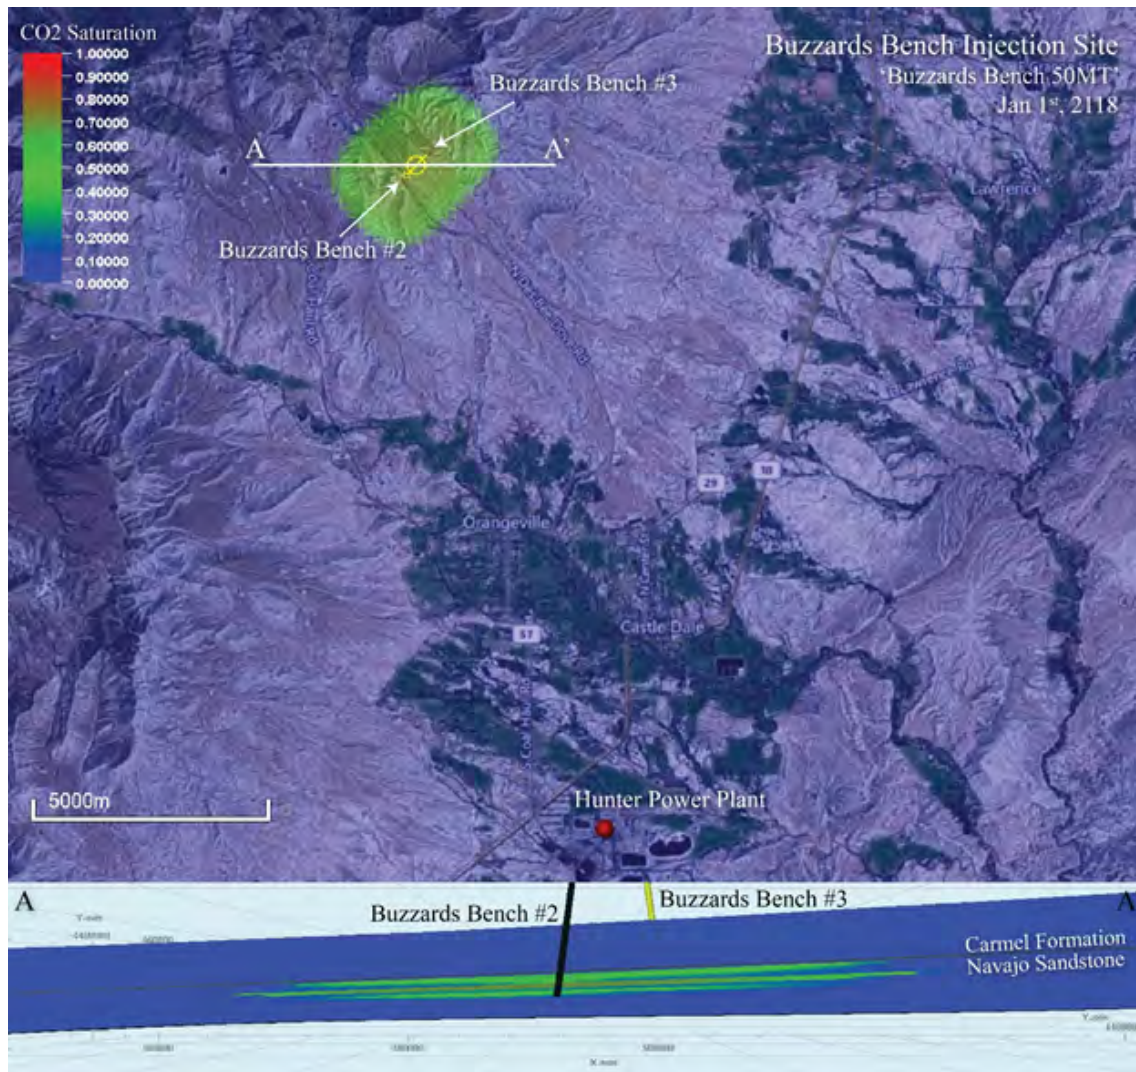 CO2 Saturation
1.00000
0.90000
0.80000
0.70000
0.60000
0.50000
0.40000
0.30000
0.20000
0.10000
0.00000
Buzzards Bench Injection Site
'Buzzards Bench 50MT'
Jan 1st, 2118
Buzzards Bench #3
A
A'
Buzzards Bench #2
Lawrence
29
10
Orangeville
57
Castle Dale
5000m
Hunter Power Plant
A
Buzzards Bench #2
Buzzards Bench #3
A
Y-axis
Carmel Formation
Navajo Sandstone
Y-axis
X-axis